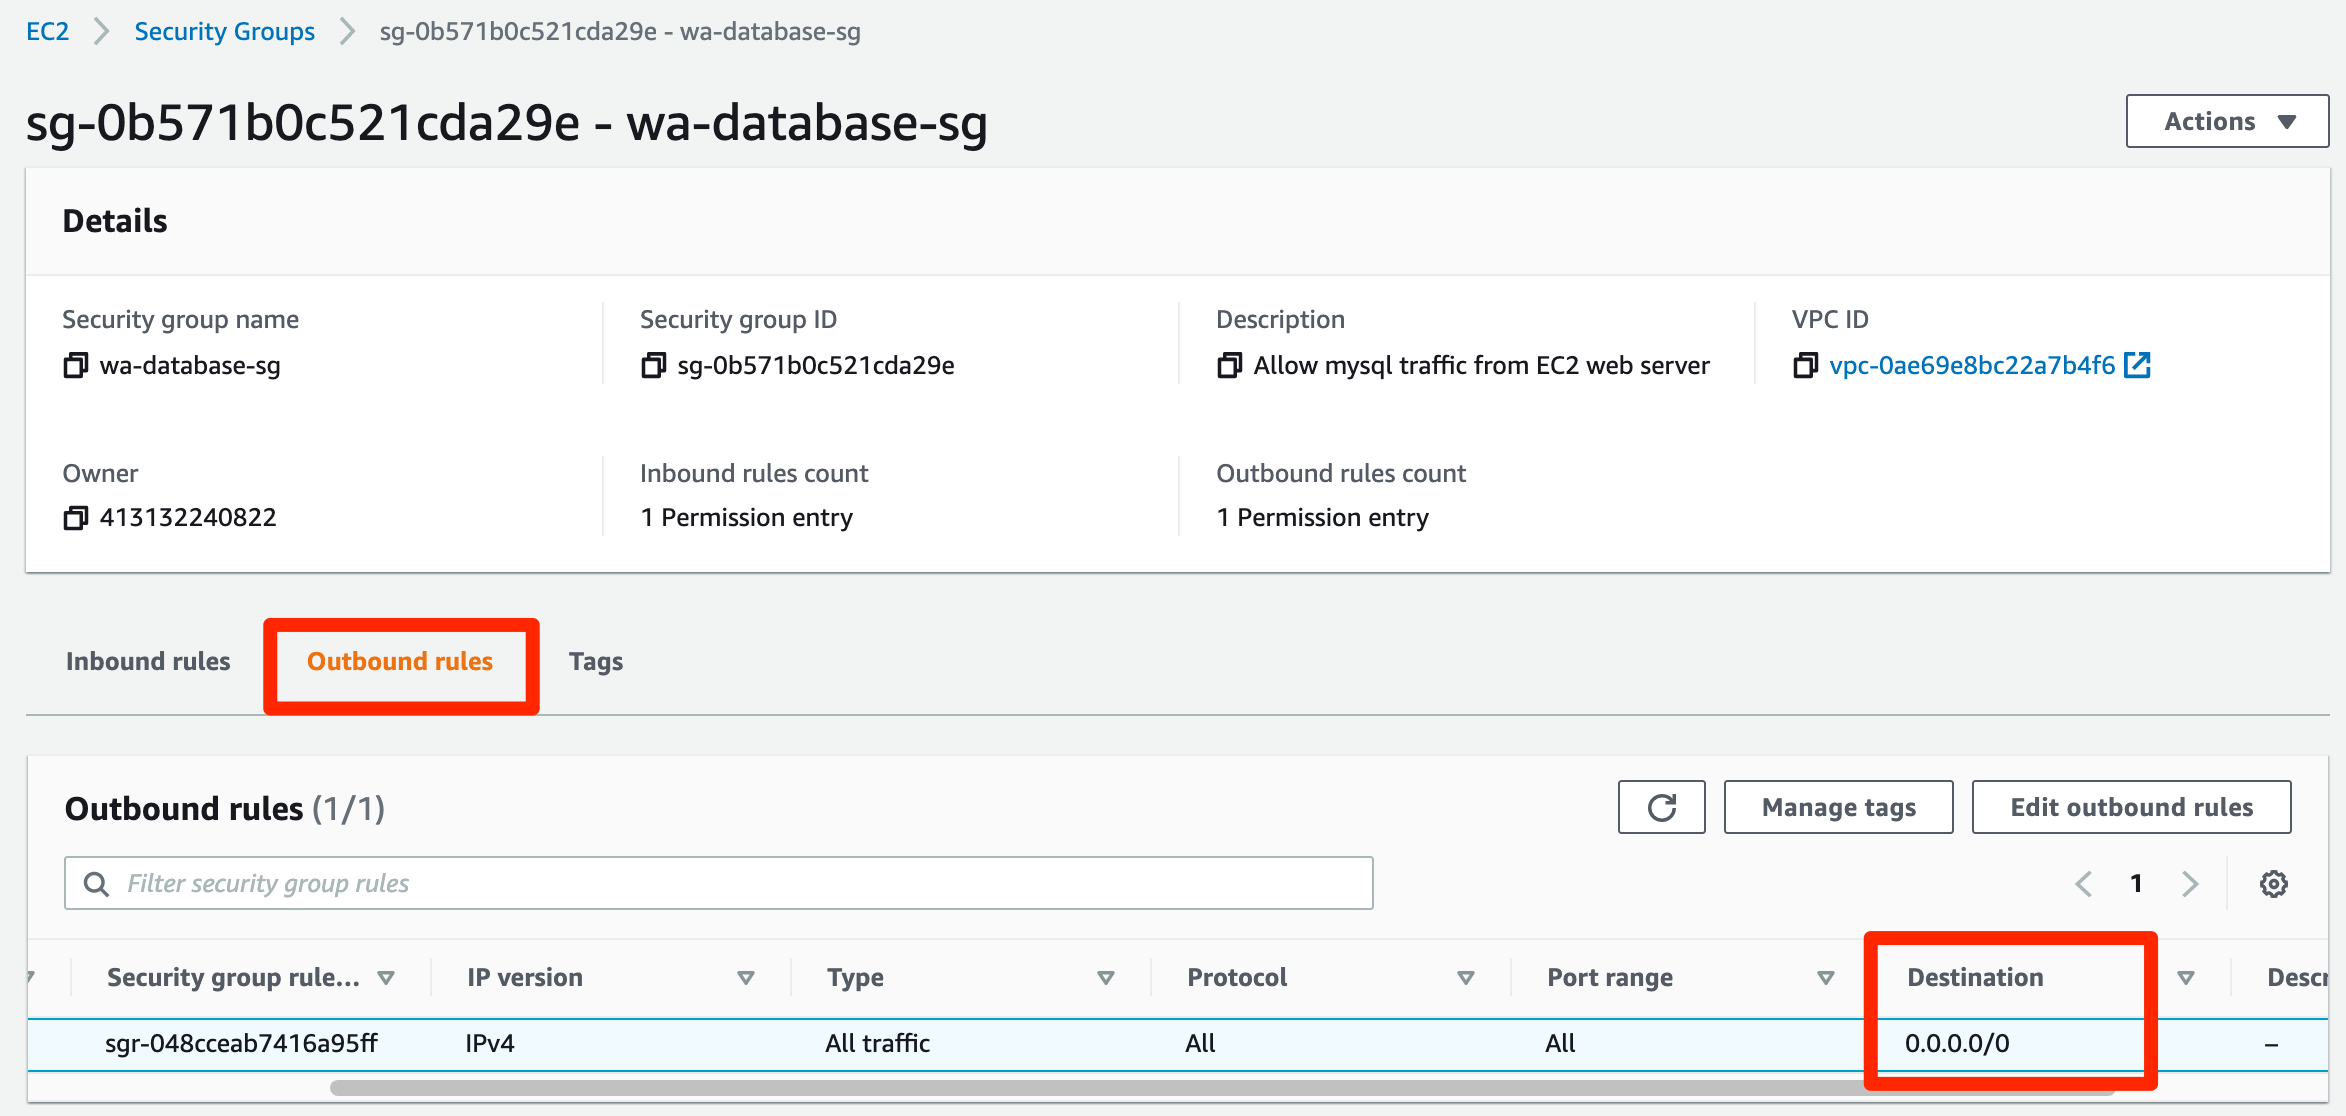 EC2 Security Groups sg-0b571b0c521cda29e - wa-database-sg
sg-0b571b0c521cda29e - wa-database-sg
Actions
Details
Security group name
wa-database-sg
Security group ID
sg-0b571b0c521cda29e
Description
Allow mysql traffic from EC2 web server
VPC ID
vpc-0ae69e8bc22a7b4f6
Owner
413132240822
Inbound rules count
1 Permission entry
Outbound rules count
1 Permission entry
Inbound rules Outbound rules Tags
Outbound rules (1/1)
Manage tags
Edit outbound rules
Filter security group rules
1
Security group rule... IP version Type Protocol Port range Destination Descr
sgr-048cceab7416a95ff IPv4 All traffic All All 0.0.0.0/0 –